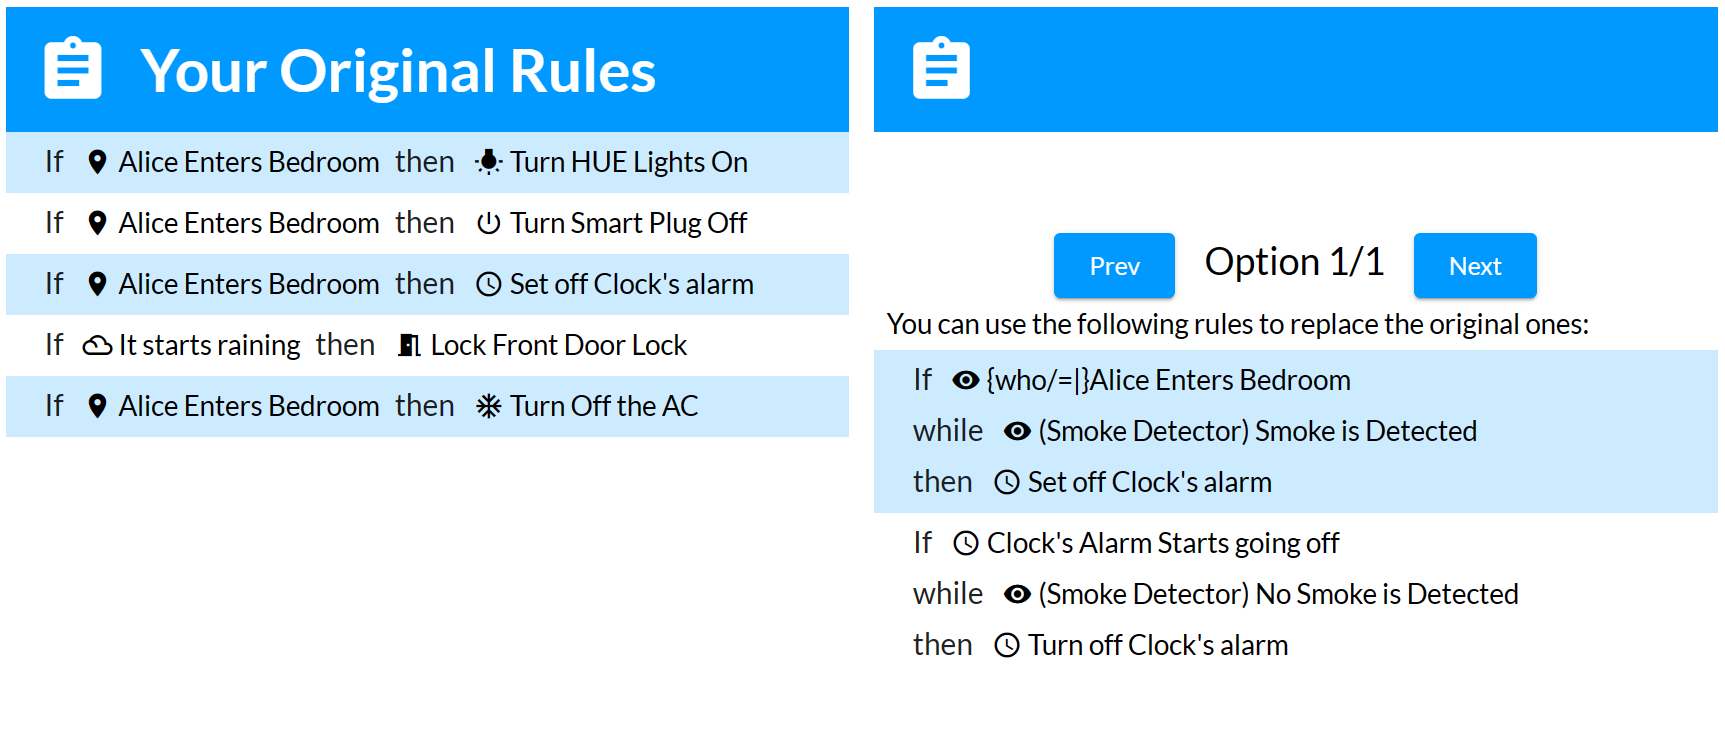 Your Original Rules
If Alice Enters Bedroom then Turn HUE Lights On
If Alice Enters Bedroom then Turn Smart Plug Off
If Alice Enters Bedroom then Set off Clock's alarm
If It starts raining then Lock Front Door Lock
If Alice Enters Bedroom then Turn Off the AC
Prev Option 1/1 Next
You can use the following rules to replace the original ones:
If {who/=|}Alice Enters Bedroom
while (Smoke Detector) Smoke is Detected
then Set off Clock's alarm
If Clock's Alarm Starts going off
while (Smoke Detector) No Smoke is Detected
then Turn off Clock's alarm